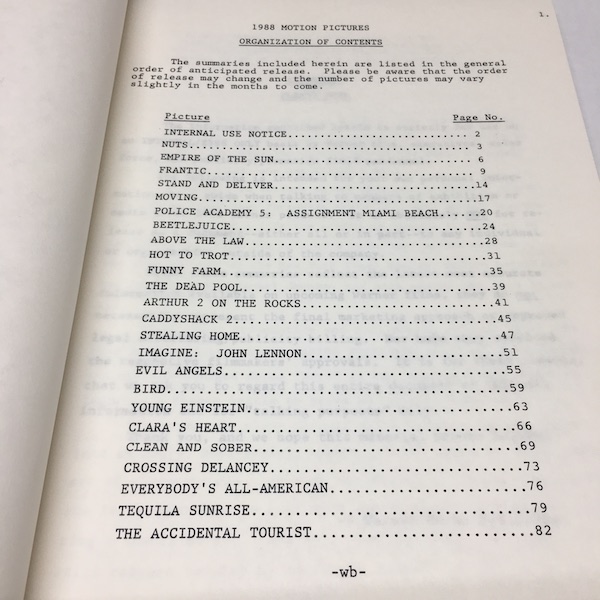 1.
1988 MOTION PICTURES
ORGANIZATION OF CONTENTS
The summaries included herein are listed in the general
order of anticipated release. Please be aware that the order
of release may change and the number of pictures may vary
slightly in the months to come.
Picture Page No.
INTERNAL USE NOTICE.................................. 2
NUTS.................................................. 3
EMPIRE OF THE SUN.................................... 6
FRANTIC............................................... 9
STAND AND DELIVER....................................14
MOVING................................................17
POLICE ACADEMY 5: ASSIGNMENT MIAMI BEACH......20
BEETLEJUICE..........................................24
ABOVE THE LAW........................................28
HOT TO TROT..........................................31
FUNNY FARM...........................................35
THE DEAD POOL........................................39
ARTHUR 2 ON THE ROCKS...............................41
CADDYSHACK 2.........................................45
STEALING HOME........................................47
IMAGINE: JOHN LENNON................................51
EVIL ANGELS..........................................55
BIRD.................................................59
YOUNG EINSTEIN.......................................63
CLARA'S HEART........................................66
CLEAN AND SOBER......................................69
CROSSING DELANCEY....................................73
EVERYBODY'S ALL-AMERICAN............................76
TEQUILA SUNRISE......................................79
THE ACCIDENTAL TOURIST..............................82
-wb-